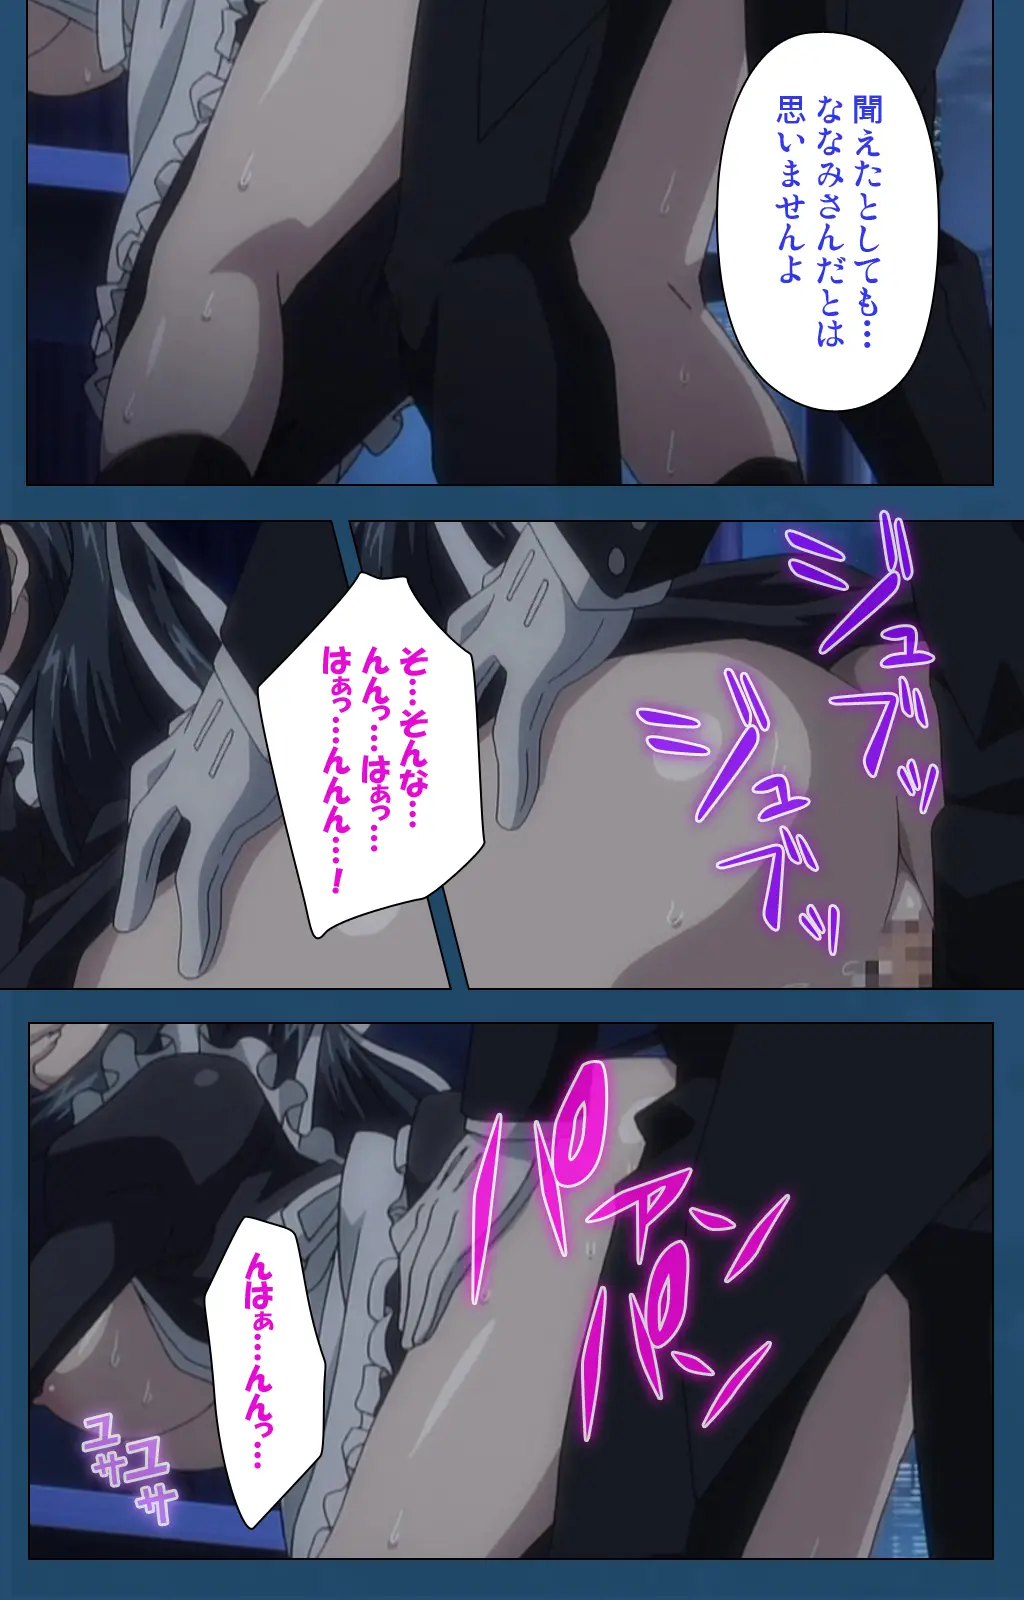 聞えたとしても…
ななみさんだとは
思いませんよ
ジュブッ
ジュブッ
そ…そんな…
んんっ…はぁっ…
はぁっ…んんん…！
パァン
パァン
んはぁ…んんっ…
ユサ
ユサ